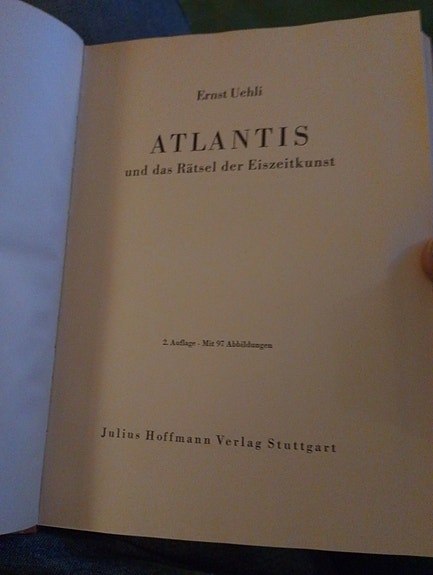 Ernst Uehli
ATLANTIS
und das Rätsel der Eiszeitkunst
2. Auflage · Mit 97 Abbildungen
Julius Hoffmann Verlag Stuttgart